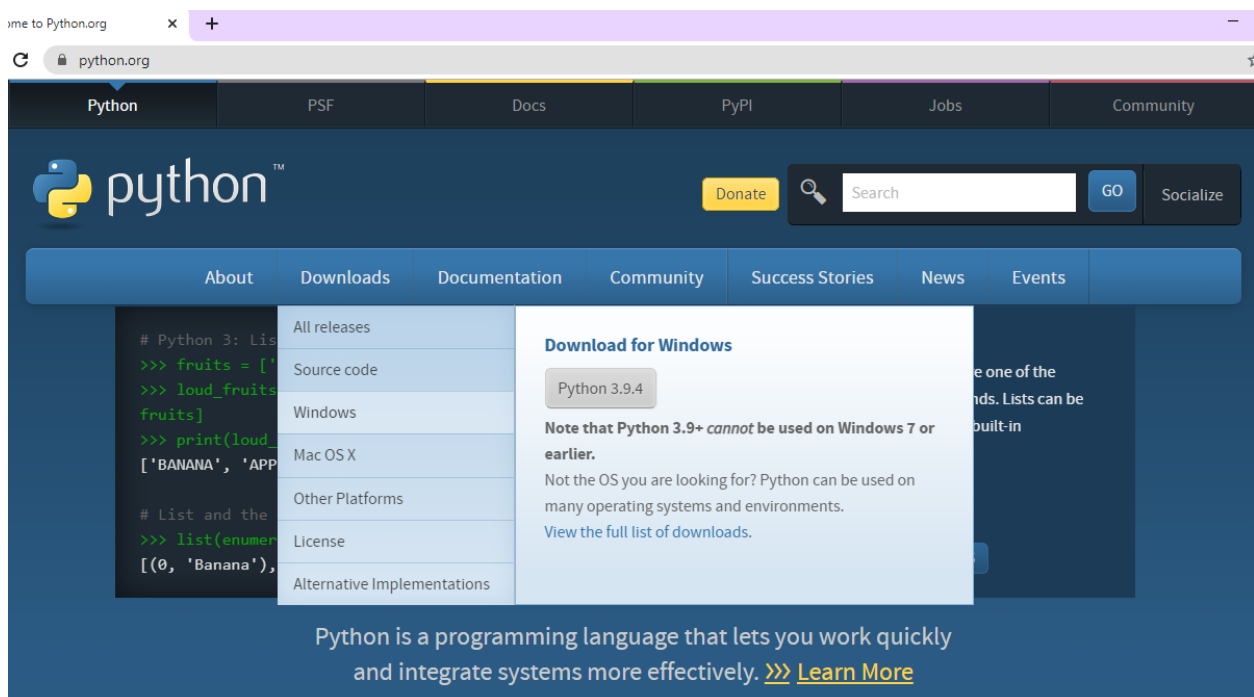 ome to Python.org × +
python.org
Python PSF Docs PyPI Jobs Community
python™
Donate Search GO Socialize
About Downloads Documentation Community Success Stories News Events
# Python 3: Lis
>>> fruits = ['
>>> loud_fruits
fruits]
>>> print(loud_
['BANANA', 'APP
# List and the
>>> list(enumer
[(0, 'Banana'),
All releases
Source code
Windows
Mac OS X
Other Platforms
License
Alternative Implementations
Download for Windows
Python 3.9.4
Note that Python 3.9+ cannot be used on Windows 7 or
earlier.
Not the OS you are looking for? Python can be used on
many operating systems and environments.
View the full list of downloads.
e one of the
nds. Lists can be
built-in
Python is a programming language that lets you work quickly
and integrate systems more effectively. >>> Learn More